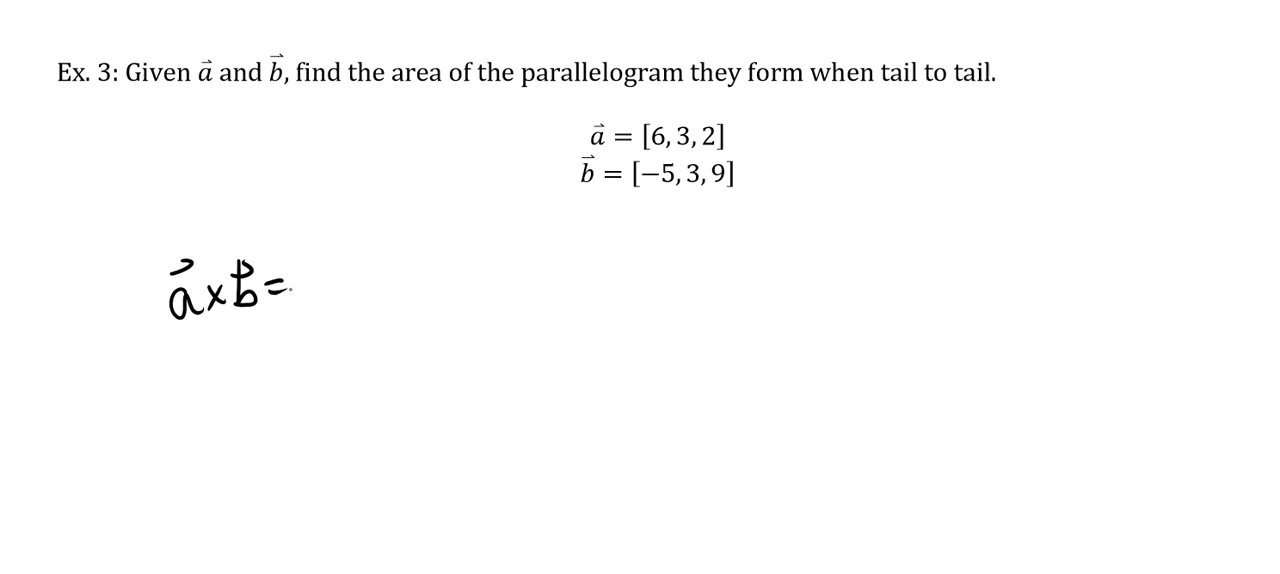 Ex. 3: Given a⃗ and b⃗, find the area of the parallelogram they form when tail to tail.
a⃗ = [6, 3, 2]
b⃗ = [−5, 3, 9]
a⃗ × b⃗ =